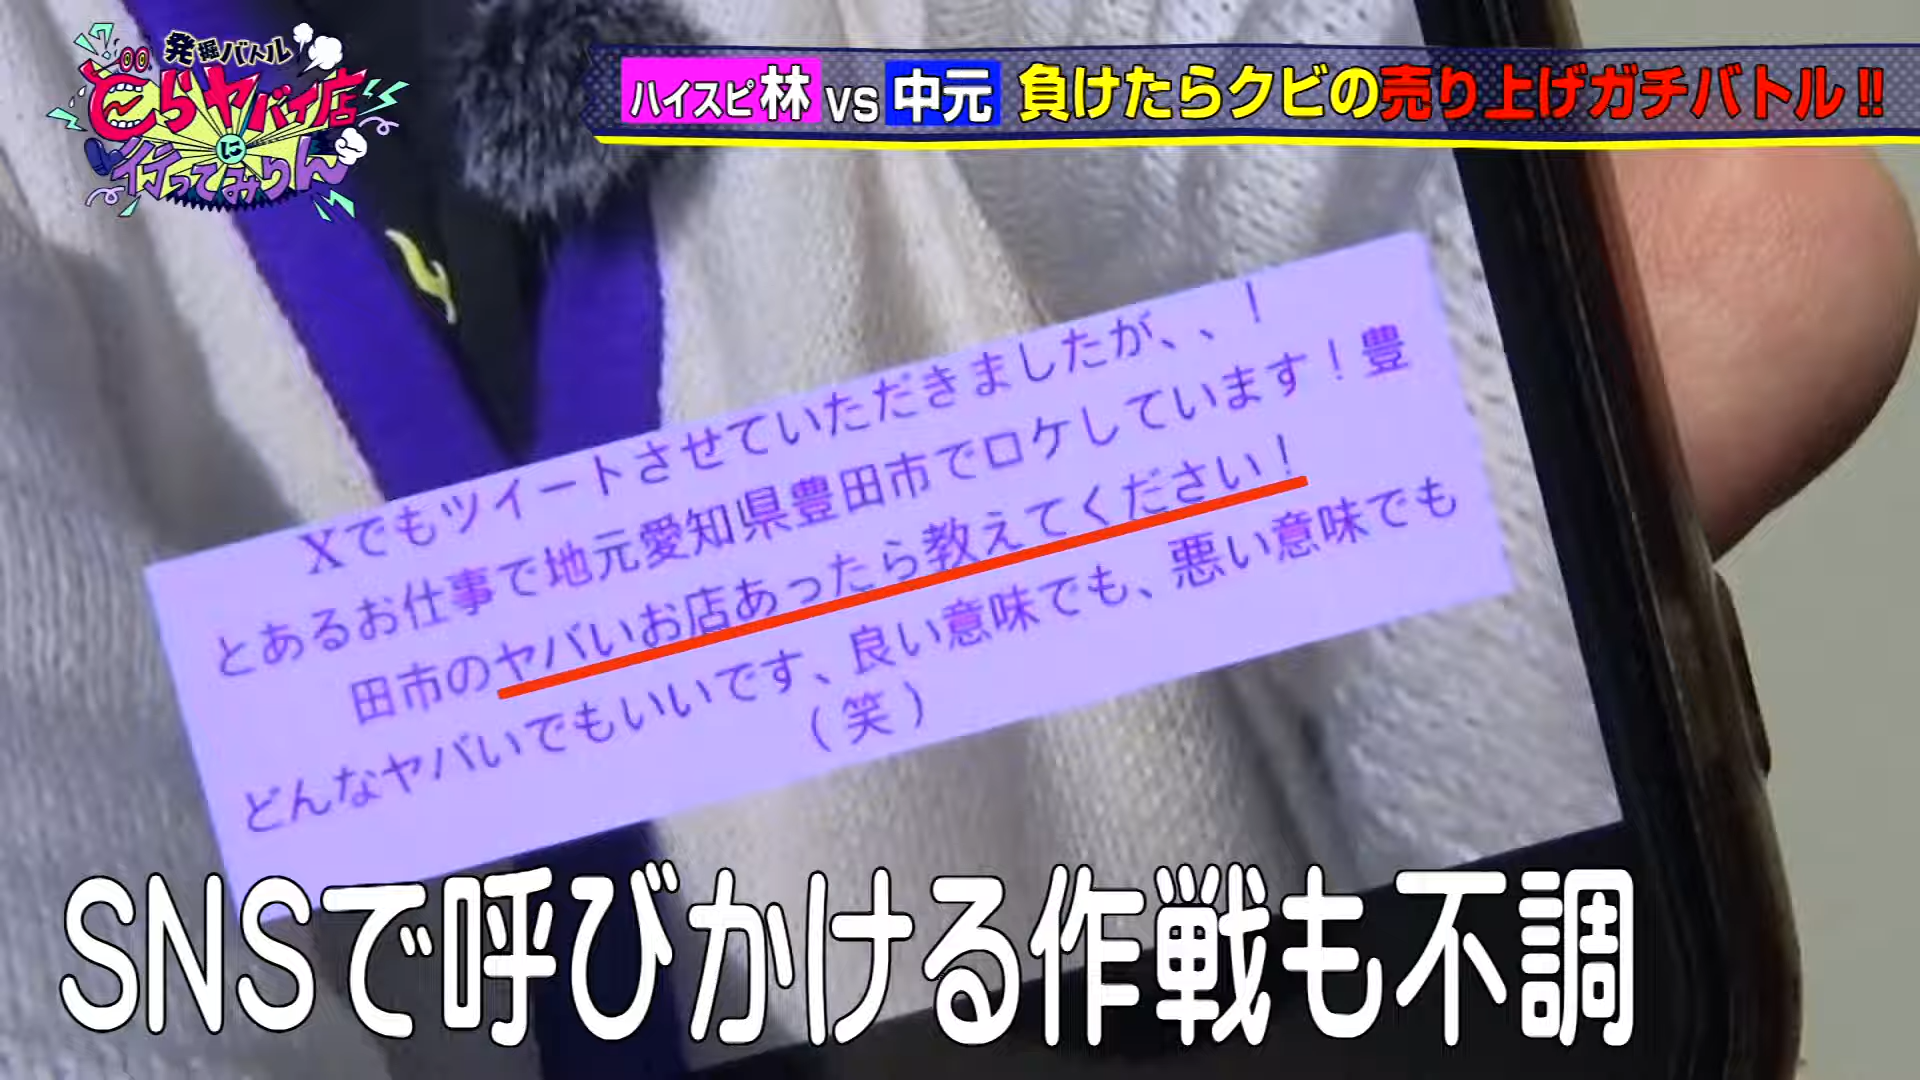 発掘バトル
どらヤバイ店
に
行ってみりん
ハイスピ林 vs 中元 負けたらクビの売り上げガチバトル!!
Xでもツイートさせていただきましたが、、！
とあるお仕事で地元愛知県豊田市でロケしています！豊
田市のヤバいお店あったら教えてください！
どんなヤバいでもいいです、良い意味でも、悪い意味でも
（笑）
SNSで呼びかける作戦も不調